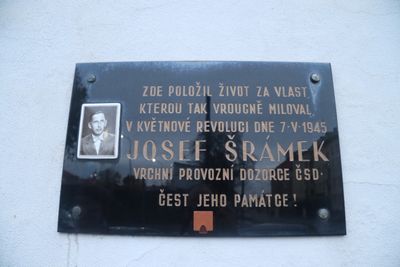 ZDE POLOŽIL ŽIVOT ZA VLAST
KTEROU TAK VROUCNĚ MILOVAL
V KVĚTNOVÉ REVOLUCI DNE 7·V·1945
JOSEF ŠRÁMEK
VRCHNÍ PROVOZNÍ DOZORCE ČSD·
ČEST JEHO PAMÁTCE!